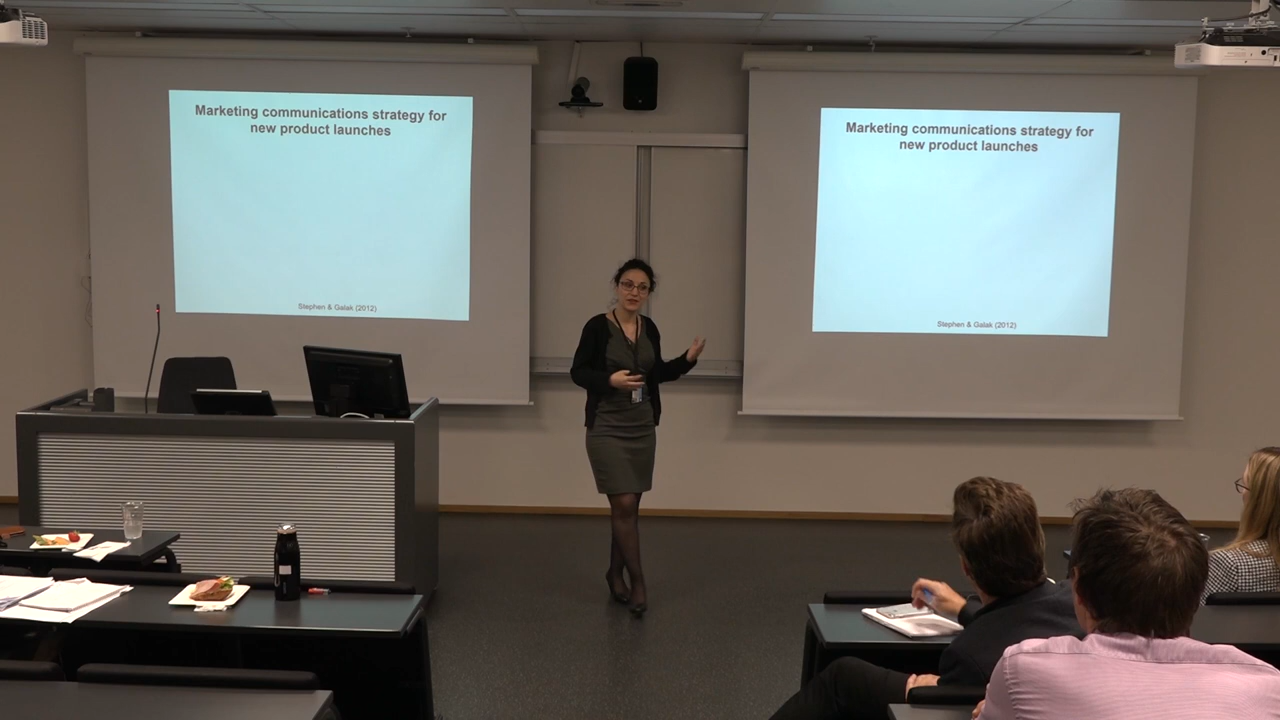 Marketing communications strategy for
new product launches
Stephen & Galak (2012)
Marketing communications strategy for
new product launches
Stephen & Galak (2012)